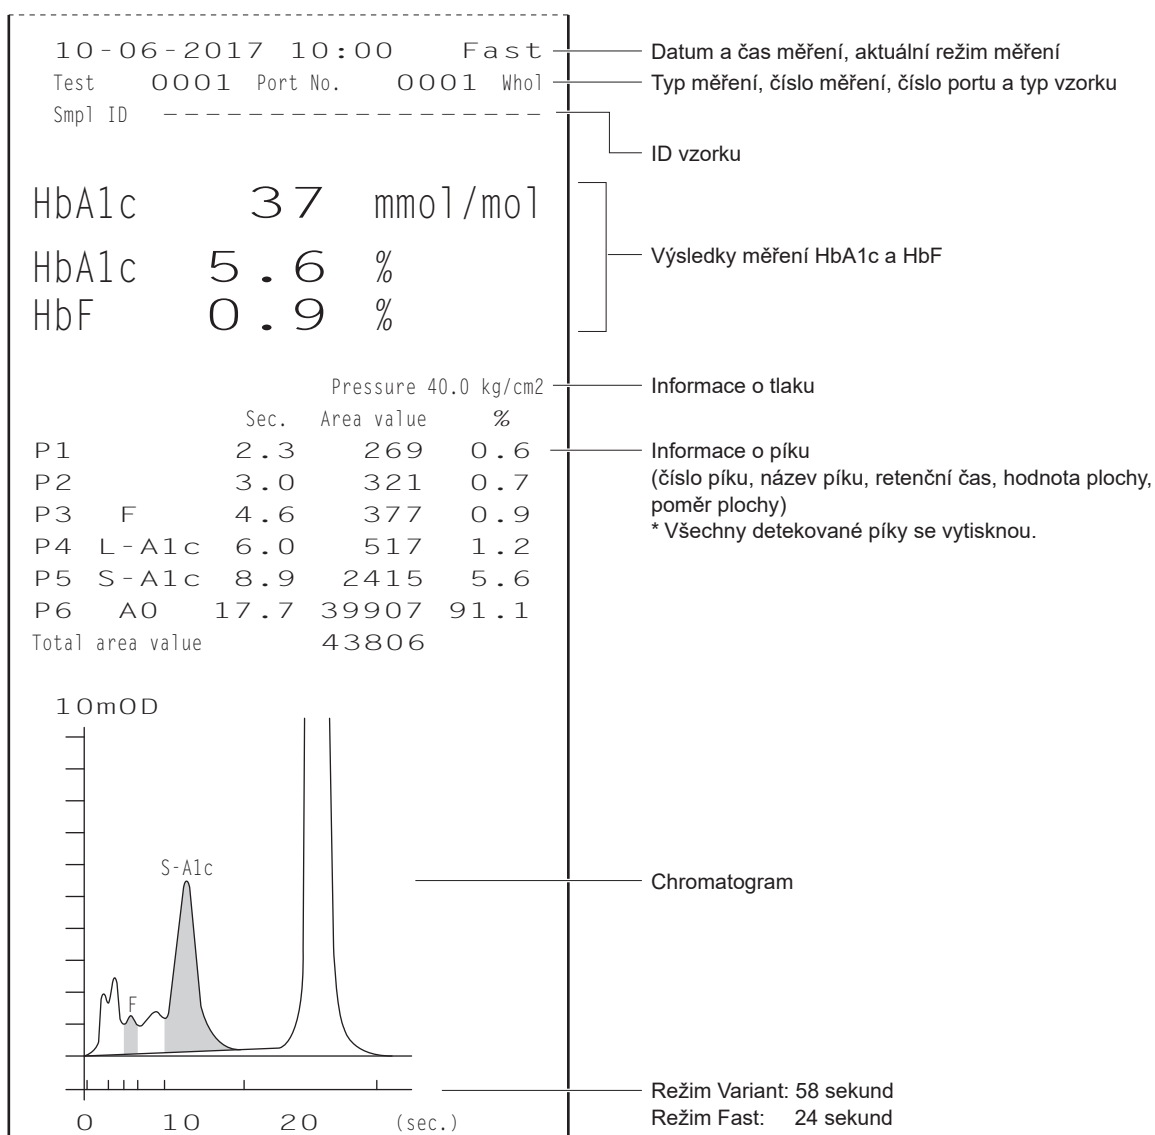 10-06-2017 10:00 Fast
Datum a čas měření, aktuální režim měření
Test 0001 Port No. 0001 Whol
Typ měření, číslo měření, číslo portu a typ vzorku
Smpl ID - - - - - - - - - - - - - - - - - -
ID vzorku
HbA1c 37 mmol/mol
HbA1c 5.6 %
HbF 0.9 %
Výsledky měření HbA1c a HbF
Pressure 40.0 kg/cm2
Informace o tlaku
Sec. Area value %
P1 2.3 269 0.6
P2 3.0 321 0.7
P3 F 4.6 377 0.9
P4 L-A1c 6.0 517 1.2
P5 S-A1c 8.9 2415 5.6
P6 A0 17.7 39907 91.1
Total area value 43806
Informace o píku
(číslo píku, název píku, retenční čas, hodnota plochy,
poměr plochy)
* Všechny detekované píky se vytisknou.
10mOD
S-A1c
F
Chromatogram
0 10 20 (sec.)
Režim Variant: 58 sekund
Režim Fast: 24 sekund